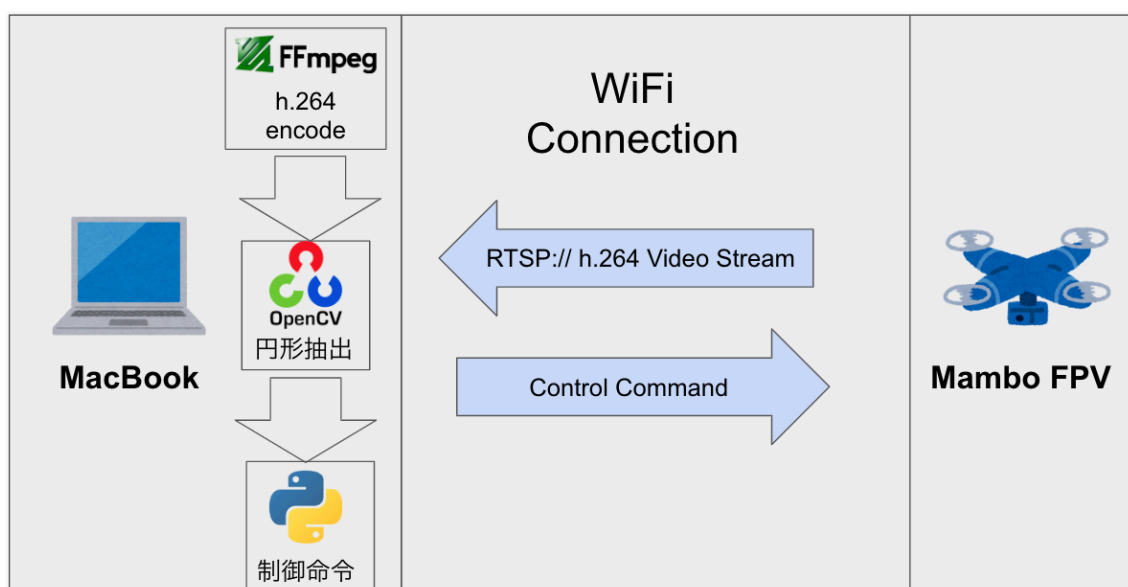 FFmpeg
h.264
encode
OpenCV
円形抽出
制御命令
MacBook
WiFi
Connection
RTSP:// h.264 Video Stream
Control Command
Mambo FPV